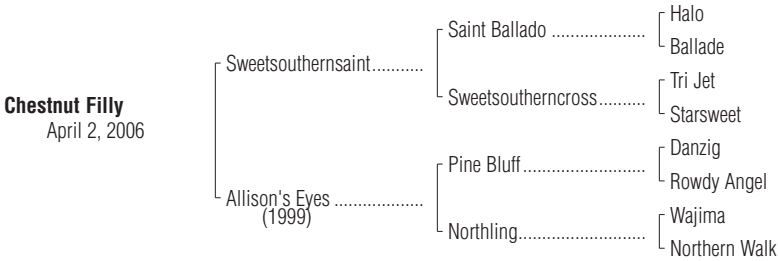 Halo
Saint Ballado .....................
Ballade
Sweetsouthernsaint...........
Tri Jet
Sweetsoutherncross..........
Starsweet
Chestnut Filly
April 2, 2006
Danzig
Pine Bluff...........................
Rowdy Angel
Allison's Eyes ....................
(1999)
Wajima
Northling............................
Northern Walk